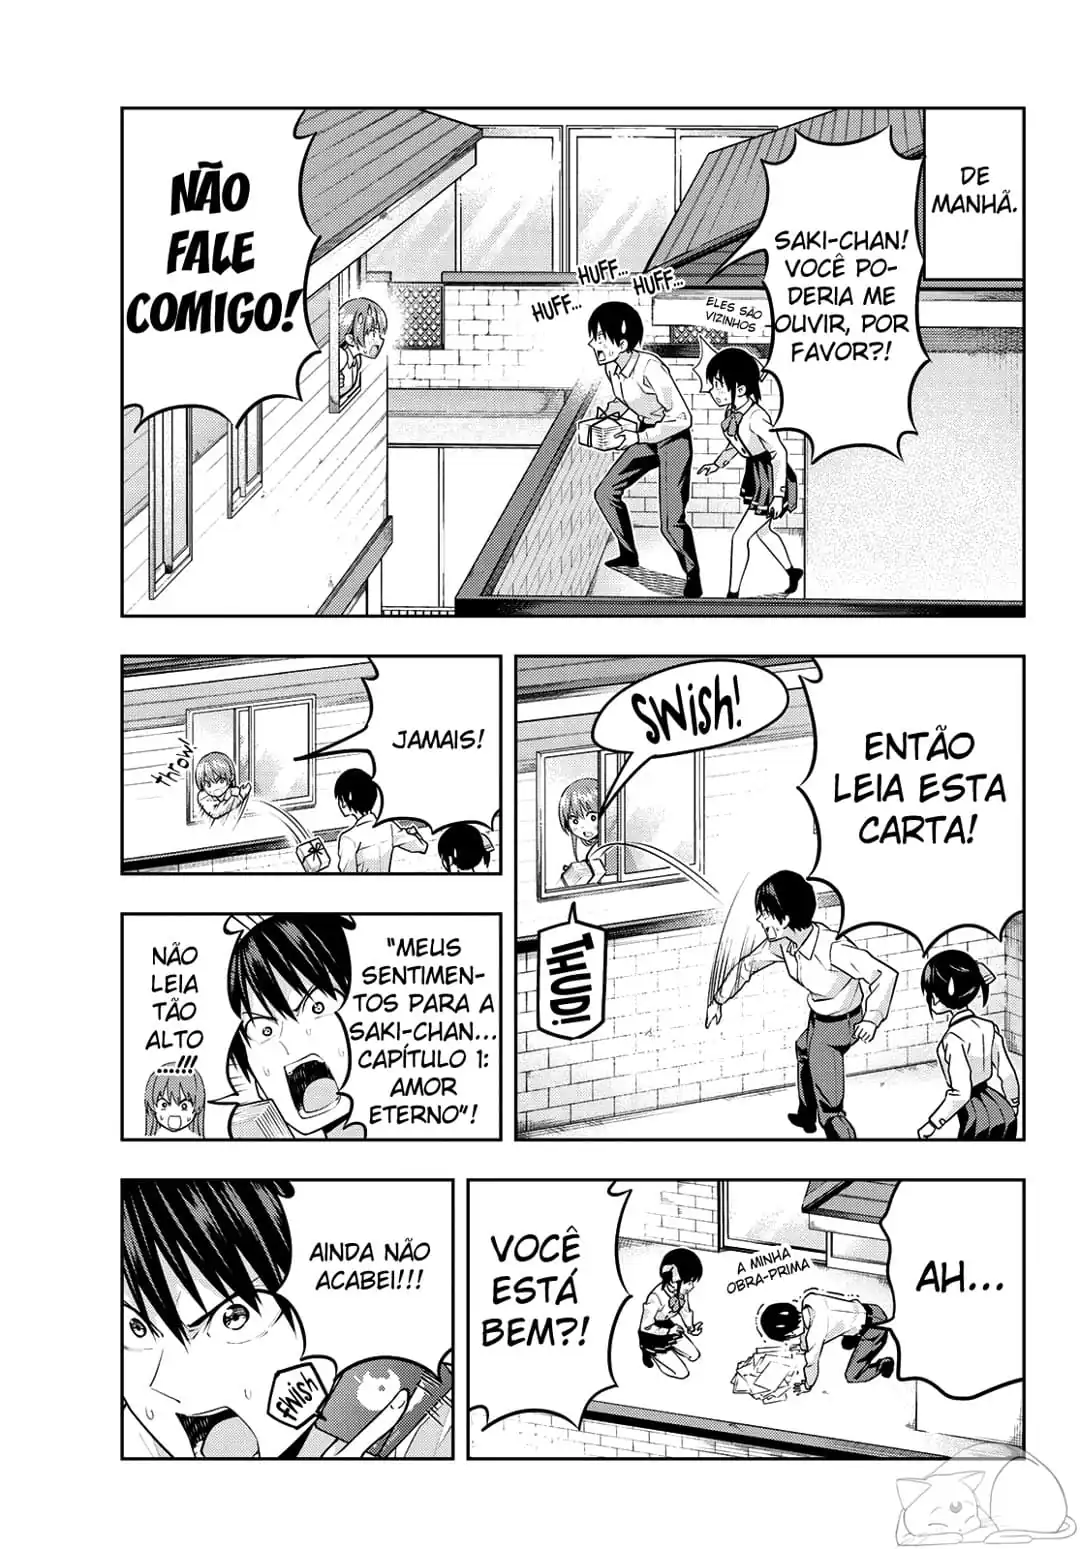 DE
MANHÃ.
SAKI-CHAN!
VOCÊ PO-
DERIA ME
OUVIR, POR
FAVOR?!
ELES SÃO
VIZINHOS
HUFF...
HUFF...
HUFF...
NÃO
FALE
COMIGO!
ENTÃO
LEIA ESTA
CARTA!
SWISH!
THUD!
JAMAIS!
THROW!
"MEUS
SENTIMEN-
TOS PARA A
SAKI-CHAN...
CAPÍTULO 1:
AMOR
ETERNO"!
NÃO
LEIA
TÃO
ALTO
!!!
AH...
A MINHA
OBRA-PRIMA
VOCÊ
ESTÁ
BEM?!
AINDA NÃO
ACABEI!!!
FWISH